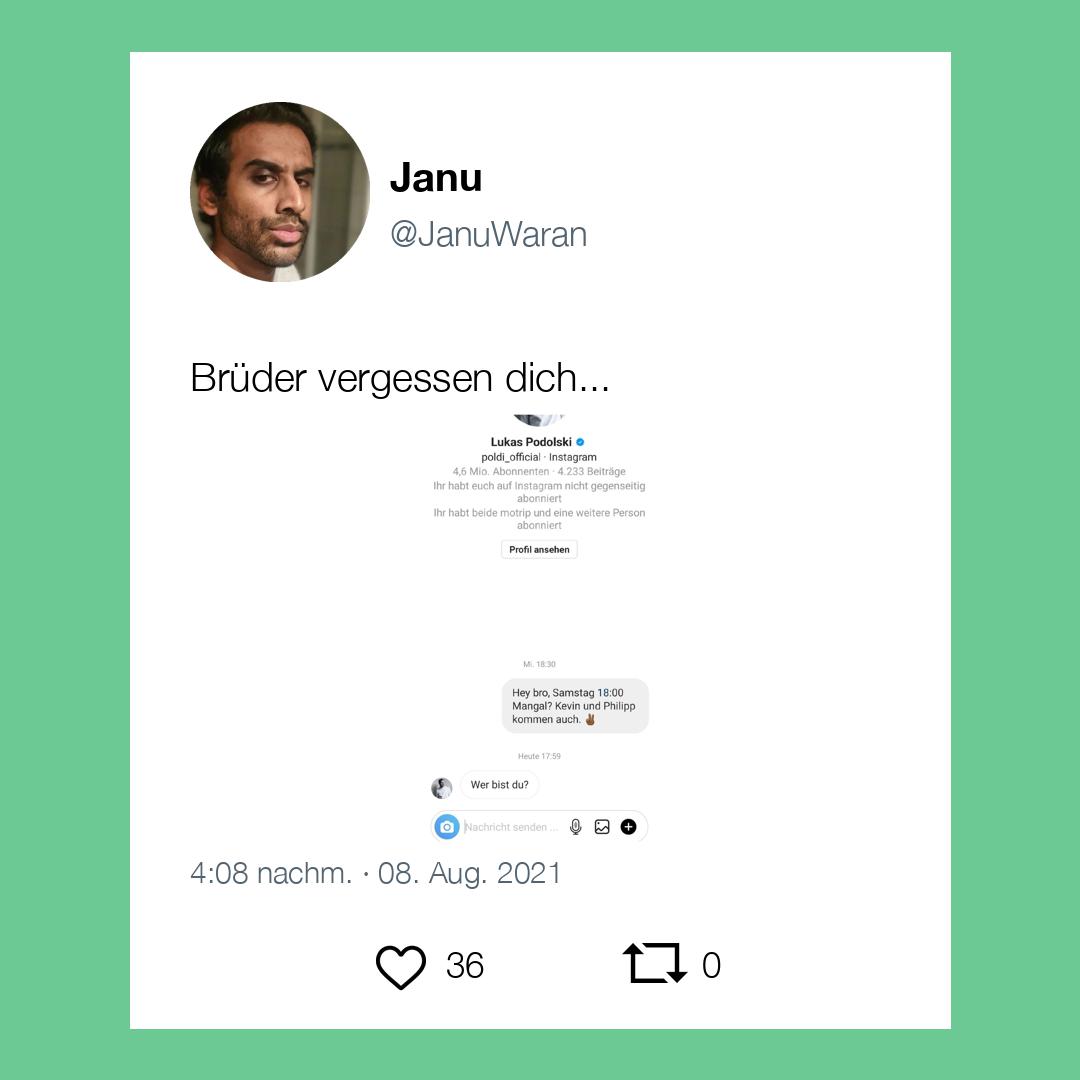 Janu
@JanuWaran
Brüder vergessen dich...
Lukas Podolski
poldi_official · Instagram
4,6 Mio. Abonnenten · 4.233 Beiträge
Ihr habt euch auf Instagram nicht gegenseitig
abonniert
Ihr habt beide motrip und eine weitere Person
abonniert
Profil ansehen
Mi. 18:30
Hey bro, Samstag 18:00
Mangal? Kevin und Philipp
kommen auch. ✌🏾
Heute 17:59
Wer bist du?
Nachricht senden ...
4:08 nachm. · 08. Aug. 2021
36
0